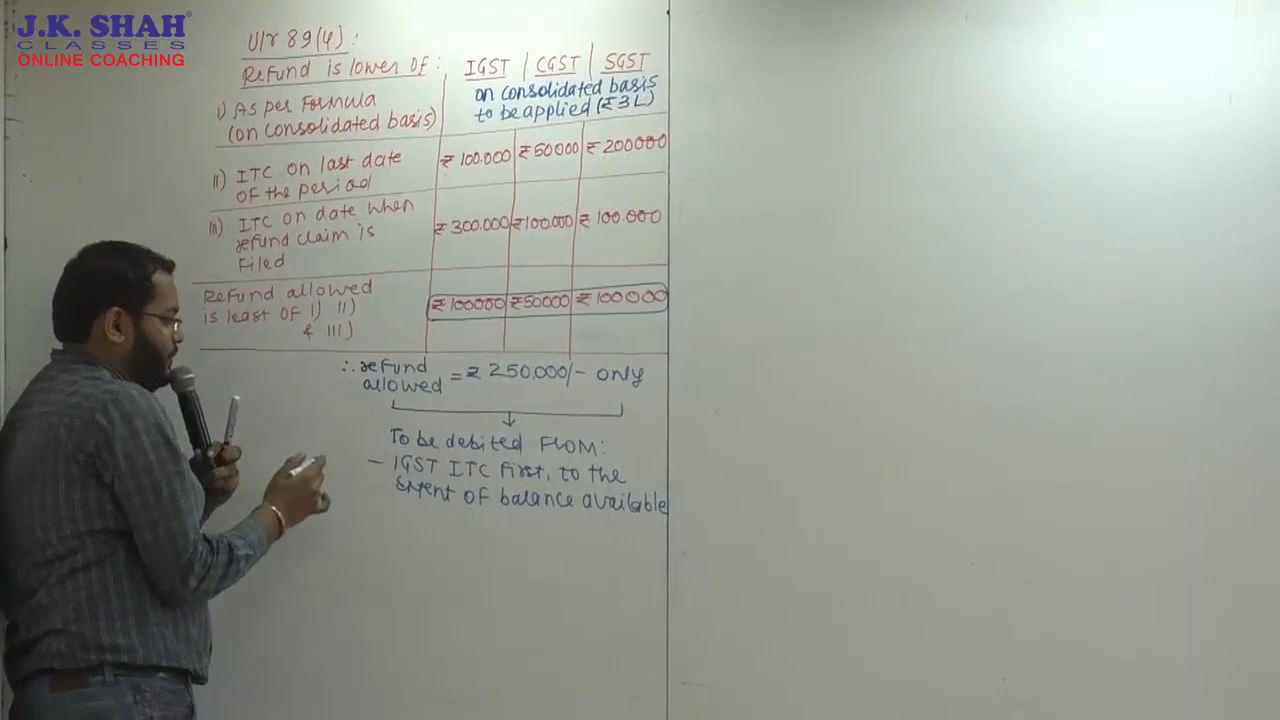 J.K. SHAH®
CLASSES
ONLINE COACHING
U/r 89(4):
Refund is lower of: IGST | CGST | SGST
i) As per Formula
(on consolidated basis)
on consolidated basis
to be applied (₹3L)
ii) ITC on last date
of the period
₹100.000 ₹50000 ₹200000
iii) ITC on date when
refund claim is
Filed
₹300.000 ₹100.000 ₹100.000
Refund allowed
is least of i) ii)
& iii)
₹100000 ₹50000 ₹100000
∴ refund
allowed = ₹250,000/- only
To be debited From:
- IGST ITC First, to the
extent of balance available